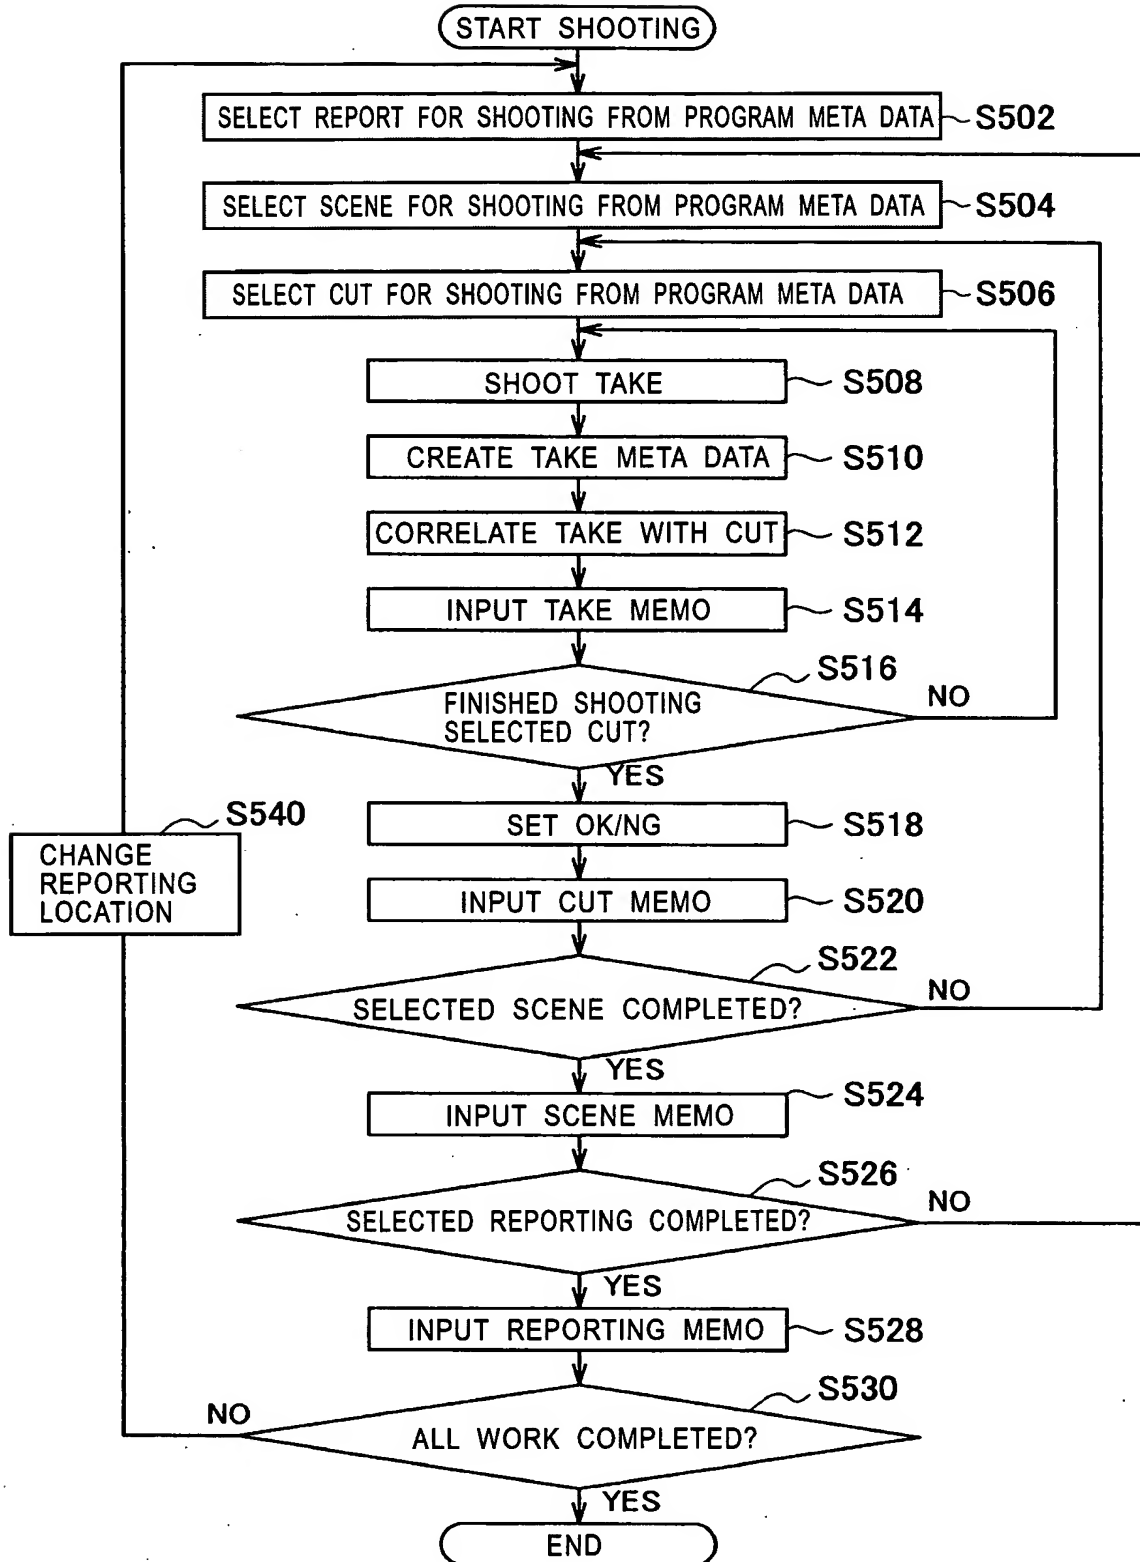 START SHOOTING
SELECT REPORT FOR SHOOTING FROM PROGRAM META DATA
S502
SELECT SCENE FOR SHOOTING FROM PROGRAM META DATA
S504
SELECT CUT FOR SHOOTING FROM PROGRAM META DATA
S506
SHOOT TAKE
S508
CREATE TAKE META DATA
S510
CORRELATE TAKE WITH CUT
S512
INPUT TAKE MEMO
S514
S516
NO
FINISHED SHOOTING
SELECTED CUT?
YES
S540
CHANGE
REPORTING
LOCATION
SET OK/NG
S518
INPUT CUT MEMO
S520
S522
NO
SELECTED SCENE COMPLETED?
YES
INPUT SCENE MEMO
S524
S526
NO
SELECTED REPORTING COMPLETED?
YES
INPUT REPORTING MEMO
S528
S530
NO
ALL WORK COMPLETED?
YES
END